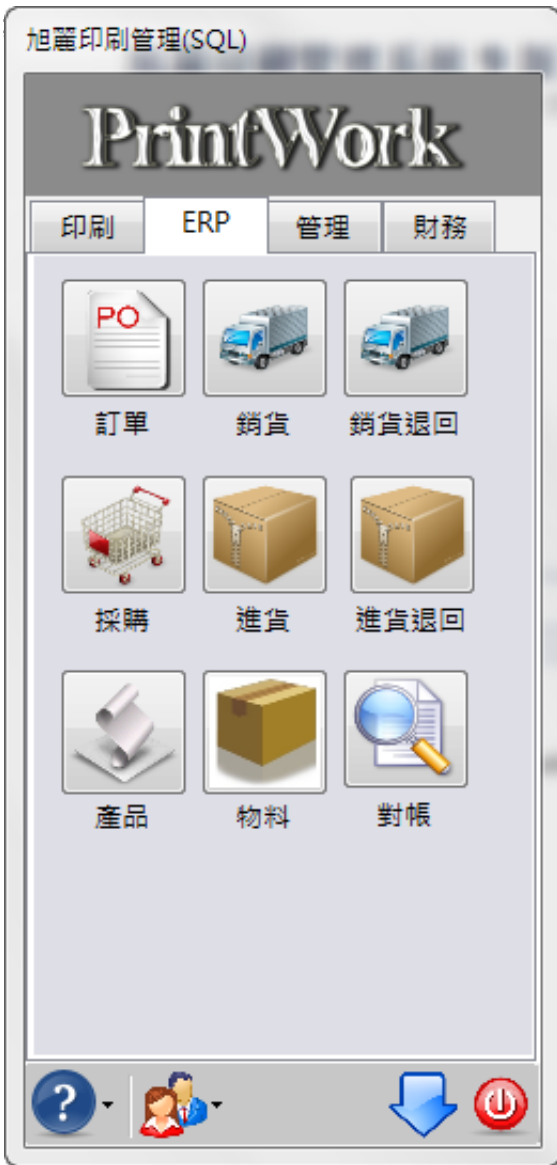 旭麗印刷管理(SQL)
PrintWork
印刷 ERP 管理 財務
PO
訂單 銷貨 銷貨退回
採購 進貨 進貨退回
產品 物料 對帳
?